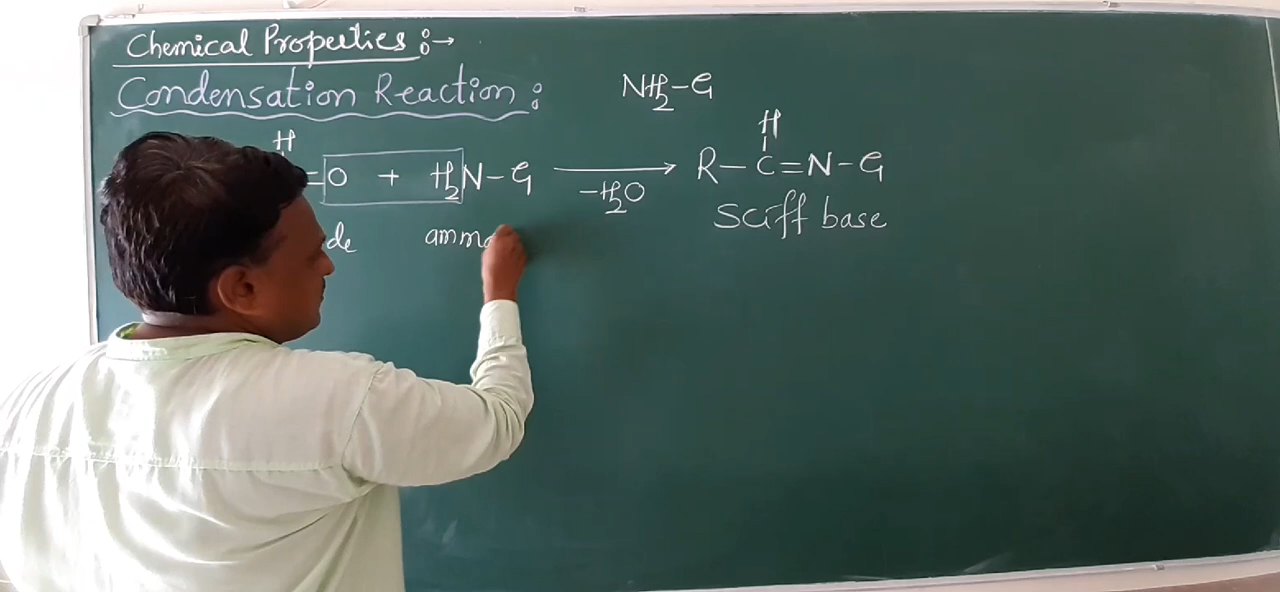 Chemical Properties :→
Condensation Reaction :
NH2-G
H
=O + H2N-G → -H2O
H
R-C=N-G
Sciff base
de amm